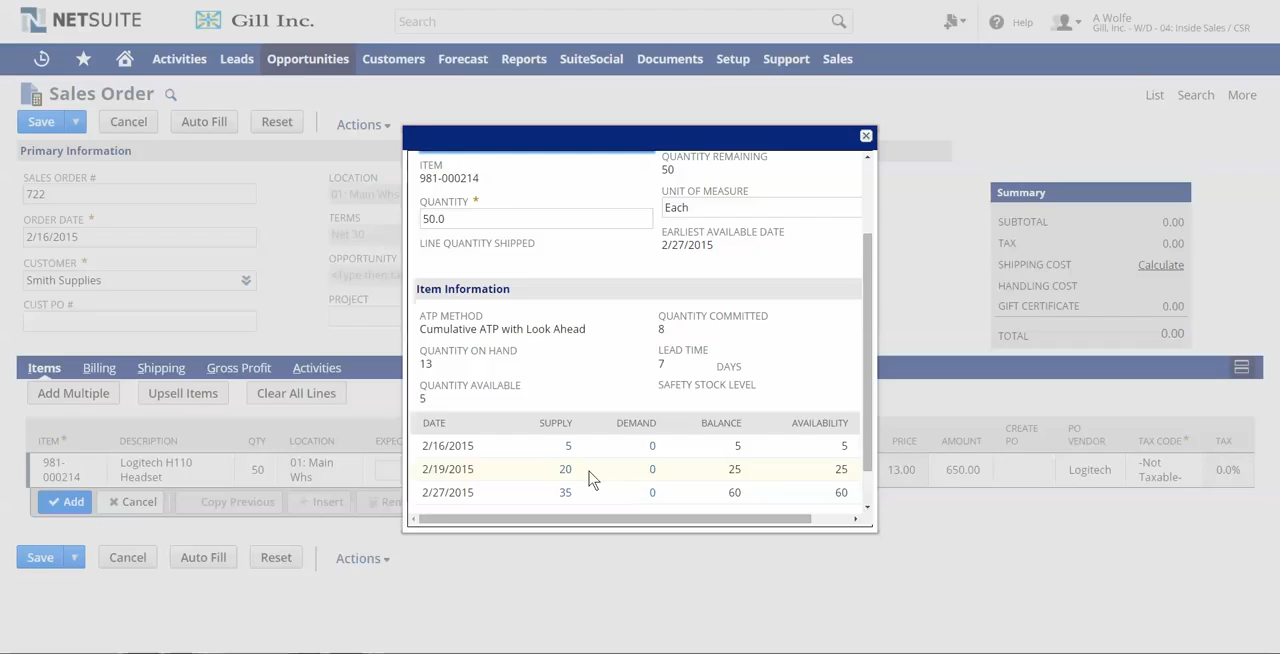 NETSUITE
Gill Inc.
Search
Help
A Wolfe
Gill, Inc. - W/D - 04: Inside Sales / CSR
Activities Leads Opportunities Customers Forecast Reports SuiteSocial Documents Setup Support Sales
Sales Order
List Search More
Save Cancel Auto Fill Reset Actions
Primary Information
SALES ORDER #
722
ORDER DATE *
2/16/2015
CUSTOMER *
Smith Supplies
CUST PO #
LOCATION
01: Main Whs
TERMS
Net 30
OPPORTUNITY
PROJECT
Summary
SUBTOTAL 0.00
TAX 0.00
SHIPPING COST Calculate
HANDLING COST
GIFT CERTIFICATE 0.00
TOTAL 0.00
ITEM
981-000214
QUANTITY *
50.0
LINE QUANTITY SHIPPED
QUANTITY REMAINING
50
UNIT OF MEASURE
Each
EARLIEST AVAILABLE DATE
2/27/2015
Item Information
ATP METHOD
Cumulative ATP with Look Ahead
QUANTITY ON HAND
13
QUANTITY AVAILABLE
5
QUANTITY COMMITTED
8
LEAD TIME
7 DAYS
SAFETY STOCK LEVEL
DATE SUPPLY DEMAND BALANCE AVAILABILITY
2/16/2015 5 0 5 5
2/19/2015 20 0 25 25
2/27/2015 35 0 60 60
Items Billing Shipping Gross Profit Activities
Add Multiple Upsell Items Clear All Lines
ITEM * DESCRIPTION QTY LOCATION PRICE AMOUNT CREATE PO PO VENDOR TAX CODE * TAX
981-000214 Logitech H110 Headset 50 01: Main Whs 13.00 650.00 Logitech -Not Taxable- 0.0%
Add Cancel Copy Previous Insert
Save Cancel Auto Fill Reset Actions